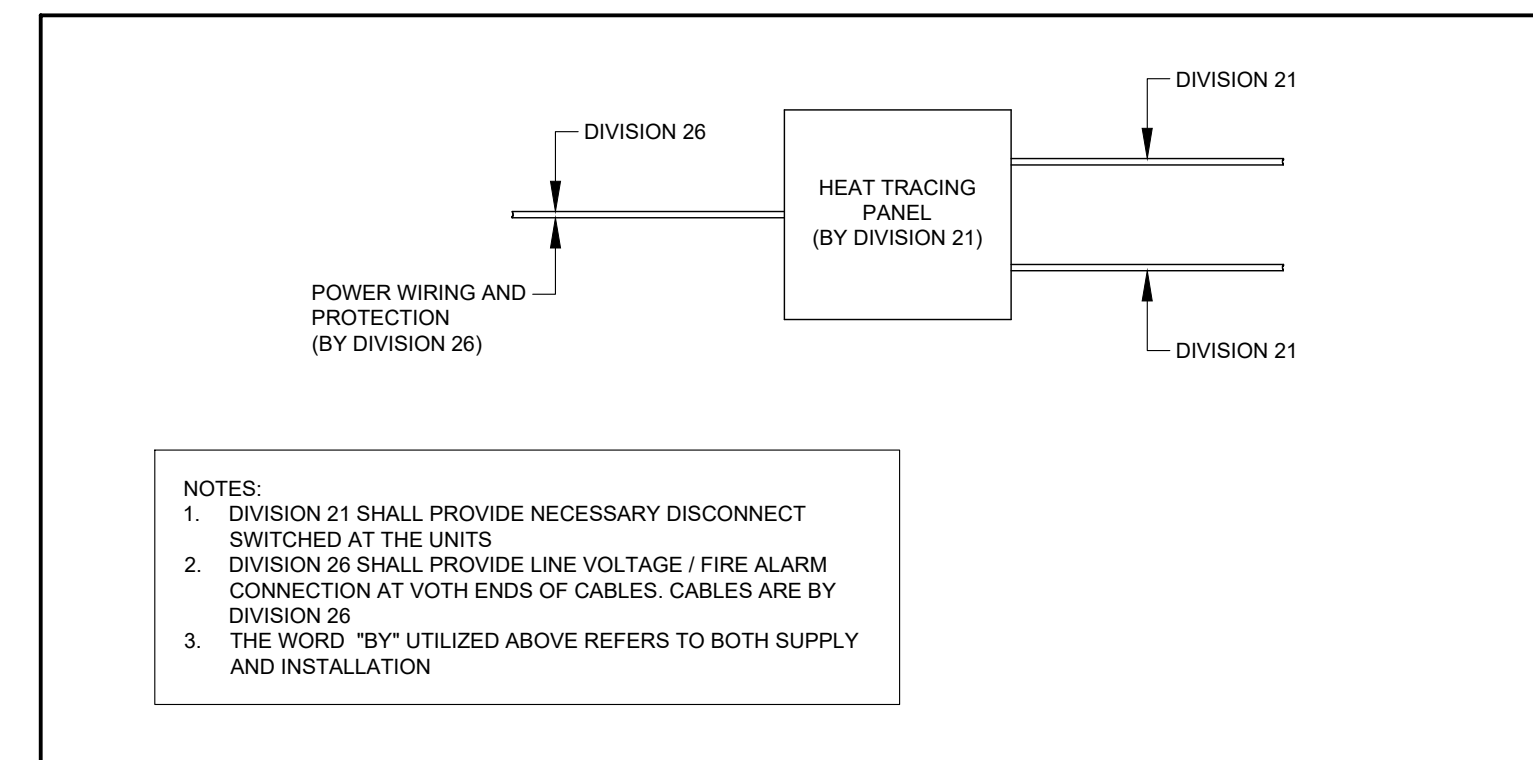 DIVISION 21
DIVISION 26
HEAT TRACING
PANEL
(BY DIVISION 21)
POWER WIRING AND
PROTECTION
(BY DIVISION 26)
DIVISION 21
NOTES:
1. DIVISION 21 SHALL PROVIDE NECESSARY DISCONNECT
SWITCHED AT THE UNITS
2. DIVISION 26 SHALL PROVIDE LINE VOLTAGE / FIRE ALARM
CONNECTION AT VOTH ENDS OF CABLES. CABLES ARE BY
DIVISION 26
3. THE WORD "BY" UTILIZED ABOVE REFERS TO BOTH SUPPLY
AND INSTALLATION